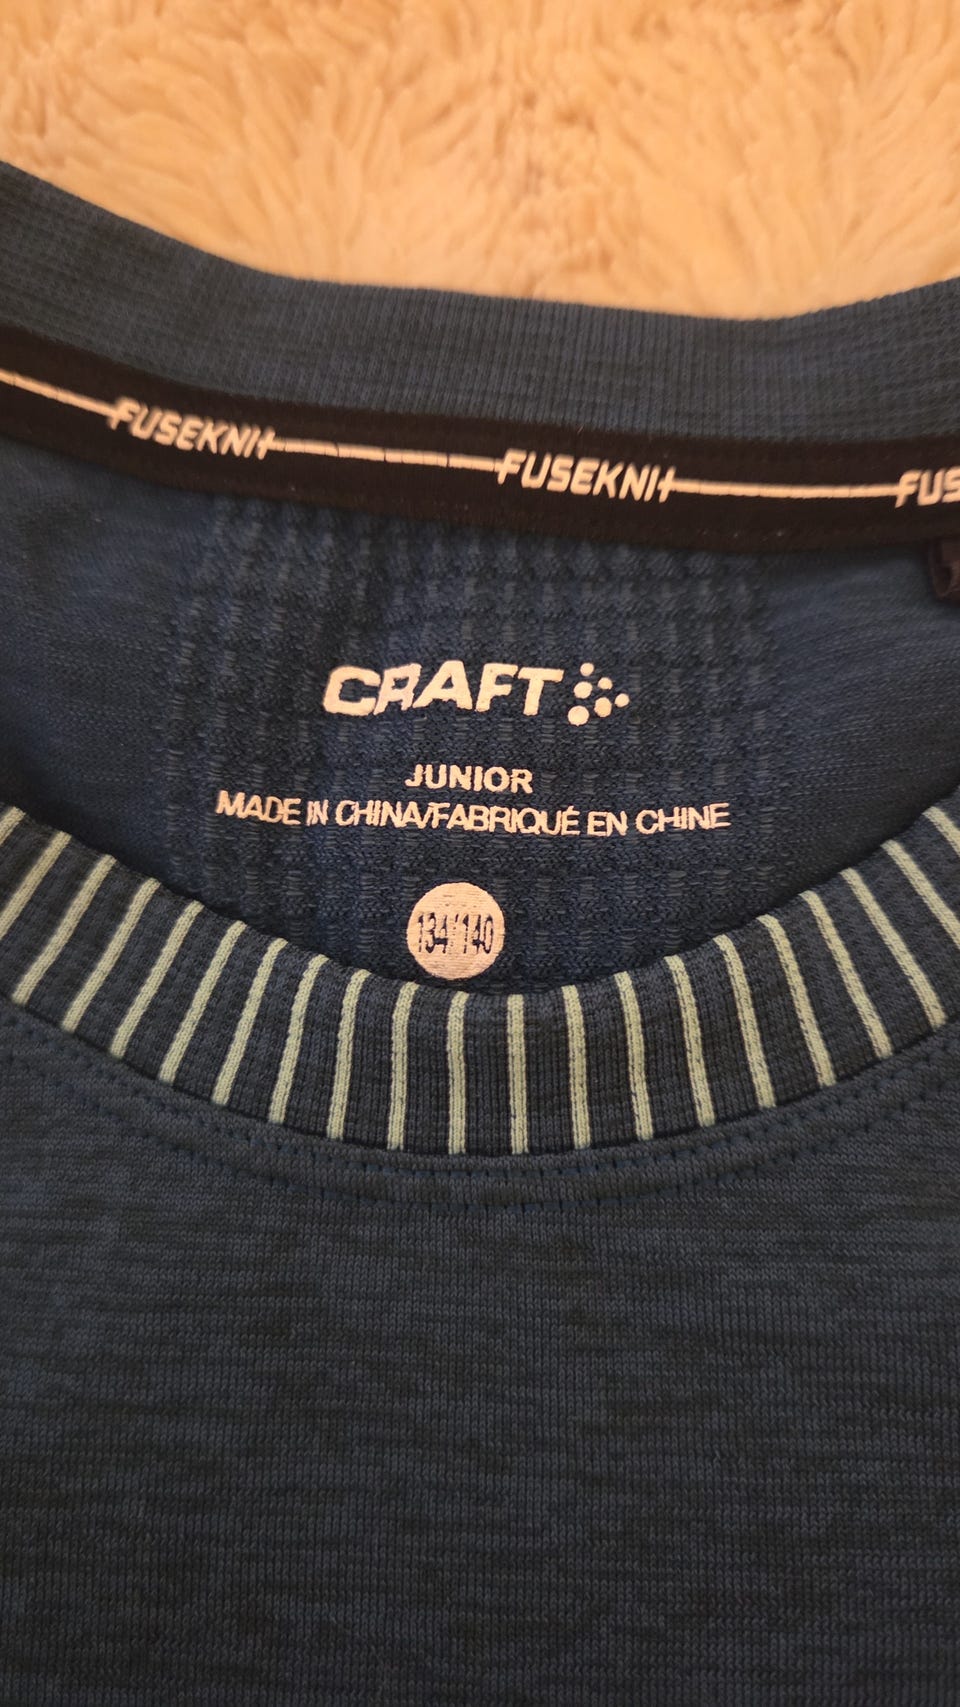 FUSEKNIT FUSEKNIT FUS
CRAFT
JUNIOR
MADE IN CHINA/FABRIQUÉ EN CHINE
134/140